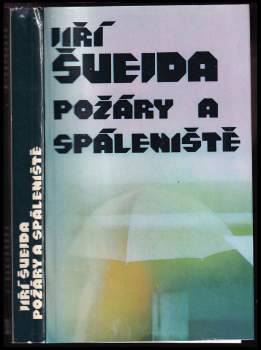 JIŘÍ
ŠVEJDA
POŽÁRY A
SPÁLENIŠTĚ
JIŘÍ ŠVEJDA
POŽÁRY A SPÁLENIŠTĚ